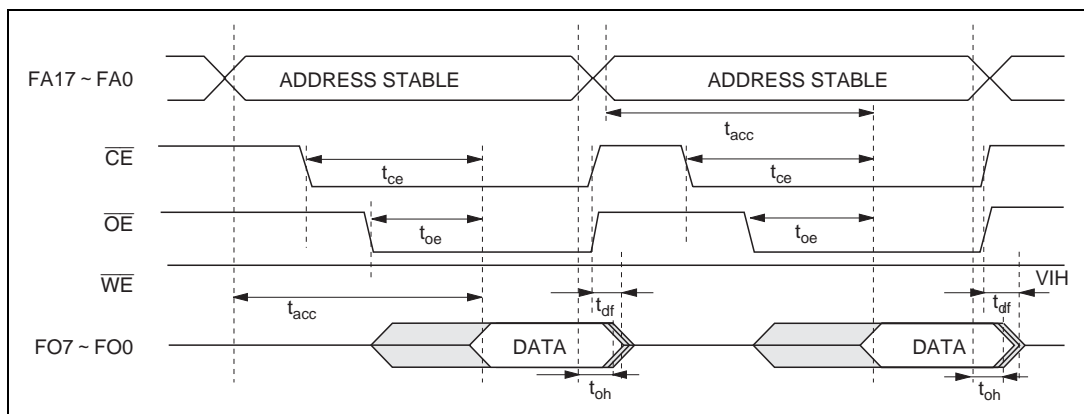 FA17 ~ FA0
ADDRESS STABLE
ADDRESS STABLE
tacc
CE
tce
tce
OE
toe
toe
WE
VIH
tacc
tdf
tdf
FO7 ~ FO0
DATA
DATA
toh
toh